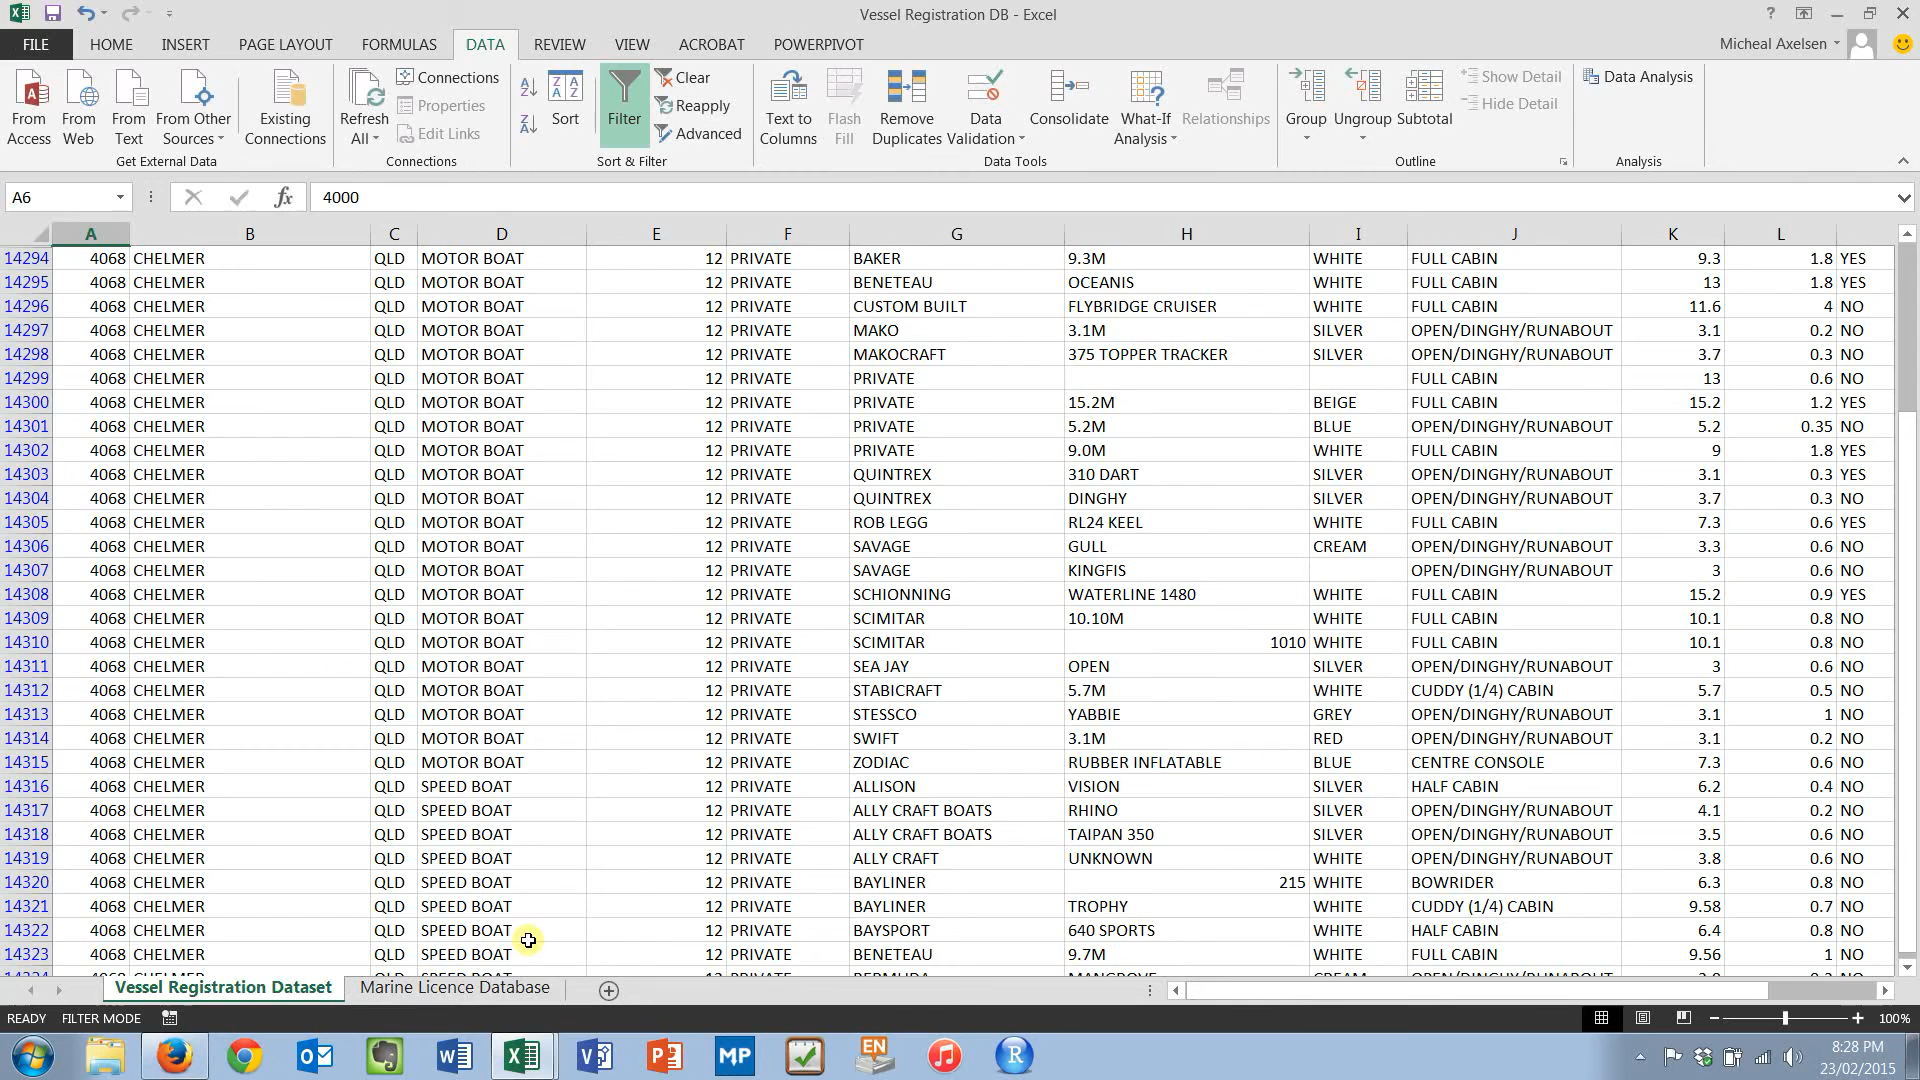 Vessel Registration DB - Excel
FILE HOME INSERT PAGE LAYOUT FORMULAS DATA REVIEW VIEW ACROBAT POWERPIVOT Micheal Axelsen
From Access From Web From Text From Other Sources Existing Connections Refresh All Connections Properties Edit Links Sort Filter Clear Reapply Advanced Text to Columns Flash Fill Remove Duplicates Data Validation Consolidate What-If Analysis Relationships Group Ungroup Subtotal Show Detail Hide Detail Data Analysis
Get External Data Connections Sort & Filter Data Tools Outline Analysis
A6 fx 4000
A B C D E F G H I J K L
14294 4068 CHELMER QLD MOTOR BOAT 12 PRIVATE BAKER 9.3M WHITE FULL CABIN 9.3 1.8 YES
14295 4068 CHELMER QLD MOTOR BOAT 12 PRIVATE BENETEAU OCEANIS WHITE FULL CABIN 13 1.8 YES
14296 4068 CHELMER QLD MOTOR BOAT 12 PRIVATE CUSTOM BUILT FLYBRIDGE CRUISER WHITE FULL CABIN 11.6 4 NO
14297 4068 CHELMER QLD MOTOR BOAT 12 PRIVATE MAKO 3.1M SILVER OPEN/DINGHY/RUNABOUT 3.1 0.2 NO
14298 4068 CHELMER QLD MOTOR BOAT 12 PRIVATE MAKOCRAFT 375 TOPPER TRACKER SILVER OPEN/DINGHY/RUNABOUT 3.7 0.3 NO
14299 4068 CHELMER QLD MOTOR BOAT 12 PRIVATE PRIVATE FULL CABIN 13 0.6 NO
14300 4068 CHELMER QLD MOTOR BOAT 12 PRIVATE PRIVATE 15.2M BEIGE FULL CABIN 15.2 1.2 YES
14301 4068 CHELMER QLD MOTOR BOAT 12 PRIVATE PRIVATE 5.2M BLUE OPEN/DINGHY/RUNABOUT 5.2 0.35 NO
14302 4068 CHELMER QLD MOTOR BOAT 12 PRIVATE PRIVATE 9.0M WHITE FULL CABIN 9 1.8 YES
14303 4068 CHELMER QLD MOTOR BOAT 12 PRIVATE QUINTREX 310 DART SILVER OPEN/DINGHY/RUNABOUT 3.1 0.3 YES
14304 4068 CHELMER QLD MOTOR BOAT 12 PRIVATE QUINTREX DINGHY SILVER OPEN/DINGHY/RUNABOUT 3.7 0.3 NO
14305 4068 CHELMER QLD MOTOR BOAT 12 PRIVATE ROB LEGG RL24 KEEL WHITE FULL CABIN 7.3 0.6 YES
14306 4068 CHELMER QLD MOTOR BOAT 12 PRIVATE SAVAGE GULL CREAM OPEN/DINGHY/RUNABOUT 3.3 0.6 NO
14307 4068 CHELMER QLD MOTOR BOAT 12 PRIVATE SAVAGE KINGFIS OPEN/DINGHY/RUNABOUT 3 0.6 NO
14308 4068 CHELMER QLD MOTOR BOAT 12 PRIVATE SCHIONNING WATERLINE 1480 WHITE FULL CABIN 15.2 0.9 YES
14309 4068 CHELMER QLD MOTOR BOAT 12 PRIVATE SCIMITAR 10.10M WHITE FULL CABIN 10.1 0.8 NO
14310 4068 CHELMER QLD MOTOR BOAT 12 PRIVATE SCIMITAR 1010 WHITE FULL CABIN 10.1 0.8 NO
14311 4068 CHELMER QLD MOTOR BOAT 12 PRIVATE SEA JAY OPEN SILVER OPEN/DINGHY/RUNABOUT 3 0.6 NO
14312 4068 CHELMER QLD MOTOR BOAT 12 PRIVATE STABICRAFT 5.7M WHITE CUDDY (1/4) CABIN 5.7 0.5 NO
14313 4068 CHELMER QLD MOTOR BOAT 12 PRIVATE STESSCO YABBIE GREY OPEN/DINGHY/RUNABOUT 3.1 1 NO
14314 4068 CHELMER QLD MOTOR BOAT 12 PRIVATE SWIFT 3.1M RED OPEN/DINGHY/RUNABOUT 3.1 0.2 NO
14315 4068 CHELMER QLD MOTOR BOAT 12 PRIVATE ZODIAC RUBBER INFLATABLE BLUE CENTRE CONSOLE 7.3 0.6 NO
14316 4068 CHELMER QLD SPEED BOAT 12 PRIVATE ALLISON VISION SILVER HALF CABIN 6.2 0.4 NO
14317 4068 CHELMER QLD SPEED BOAT 12 PRIVATE ALLY CRAFT BOATS RHINO SILVER OPEN/DINGHY/RUNABOUT 4.1 0.2 NO
14318 4068 CHELMER QLD SPEED BOAT 12 PRIVATE ALLY CRAFT BOATS TAIPAN 350 SILVER OPEN/DINGHY/RUNABOUT 3.5 0.6 NO
14319 4068 CHELMER QLD SPEED BOAT 12 PRIVATE ALLY CRAFT UNKNOWN WHITE OPEN/DINGHY/RUNABOUT 3.8 0.6 NO
14320 4068 CHELMER QLD SPEED BOAT 12 PRIVATE BAYLINER 215 WHITE BOWRIDER 6.3 0.8 NO
14321 4068 CHELMER QLD SPEED BOAT 12 PRIVATE BAYLINER TROPHY WHITE CUDDY (1/4) CABIN 9.58 0.7 NO
14322 4068 CHELMER QLD SPEED BOAT 12 PRIVATE BAYSPORT 640 SPORTS WHITE HALF CABIN 6.4 0.8 NO
14323 4068 CHELMER QLD SPEED BOAT 12 PRIVATE BENETEAU 9.7M WHITE FULL CABIN 9.56 1 NO
Vessel Registration Dataset Marine Licence Database
READY FILTER MODE 100%
8:28 PM
23/02/2015